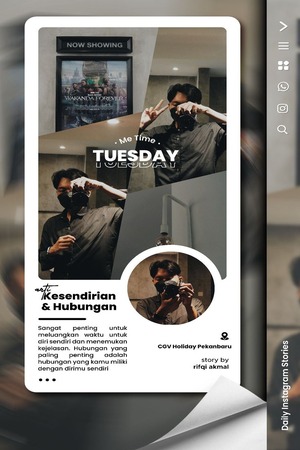 NOW SHOWING
WAKANDA FOREVER
• Me Time •
TUESDAY
TUESDAY
arti
Kesendirian
& Hubungan
Sangat penting untuk
meluangkan waktu untuk
diri sendiri dan menemukan
kejelasan. Hubungan yang
paling penting adalah
hubungan yang kamu miliki
dengan dirimu sendiri
CGV Holiday Pekanbaru
story by
rifqi akmal
Daily Instagram Stories